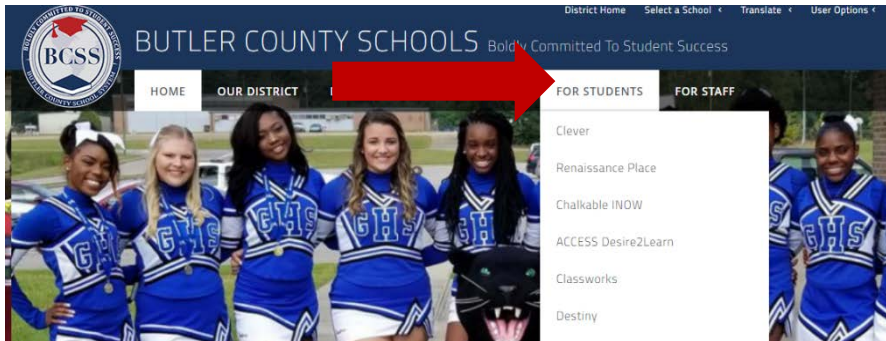 District Home Select a School Translate User Options
BOLDLY COMMITTED TO STUDENT SUCCESS
BCSS
BUTLER COUNTY SCHOOL SYSTEM
BUTLER COUNTY SCHOOLS Boldly Committed To Student Success
HOME OUR DISTRICT FOR STUDENTS FOR STAFF
Clever
Renaissance Place
Chalkable INOW
ACCESS Desire2Learn
Classworks
Destiny
GHS
GHS
GHS
GHS
GHS